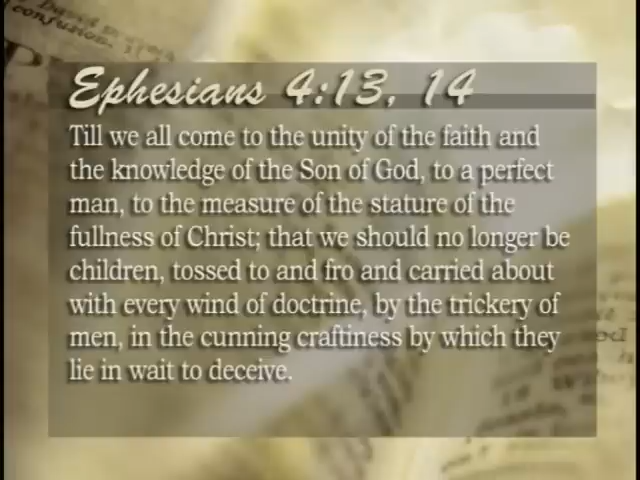 confusion.
Ephesians 4:13, 14
Till we all come to the unity of the faith and
the knowledge of the Son of God, to a perfect
man, to the measure of the stature of the
fullness of Christ; that we should no longer be
children, tossed to and fro and carried about
with every wind of doctrine, by the trickery of
men, in the cunning craftiness by which they
lie in wait to deceive.